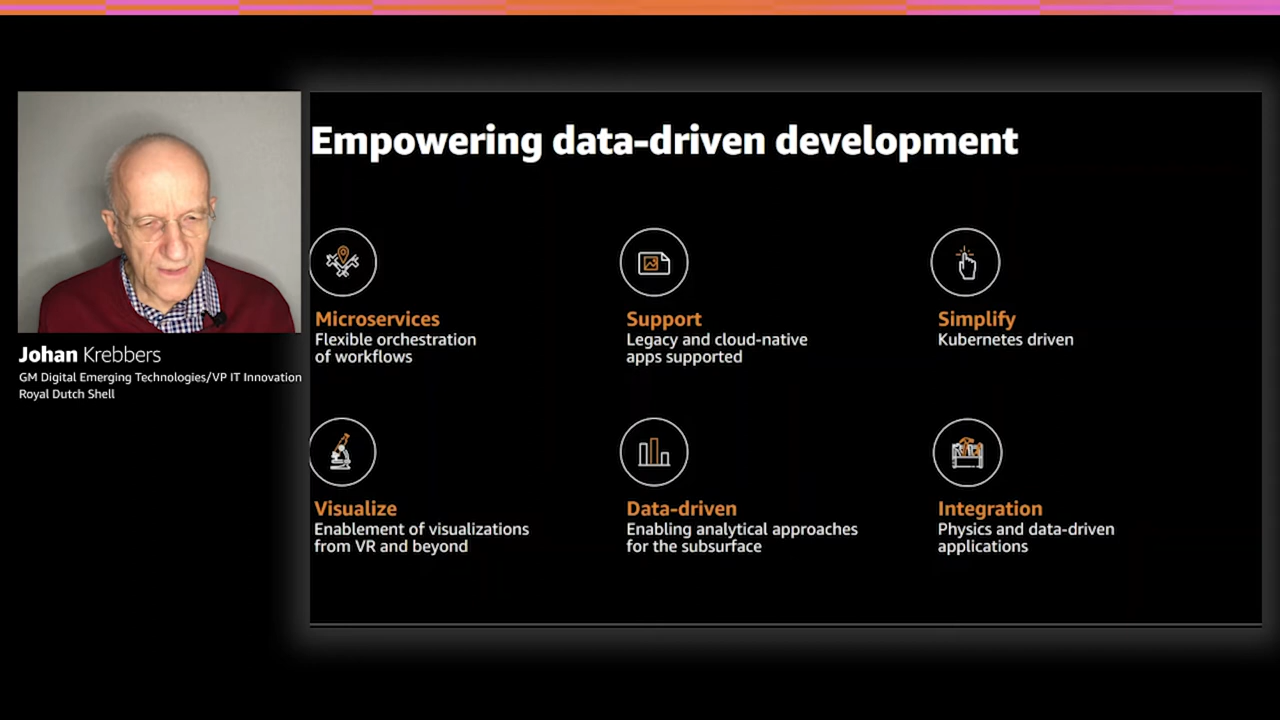 Empowering data-driven development
Johan Krebbers
GM Digital Emerging Technologies/VP IT Innovation
Royal Dutch Shell
Microservices
Flexible orchestration
of workflows
Support
Legacy and cloud-native
apps supported
Simplify
Kubernetes driven
Visualize
Enablement of visualizations
from VR and beyond
Data-driven
Enabling analytical approaches
for the subsurface
Integration
Physics and data-driven
applications